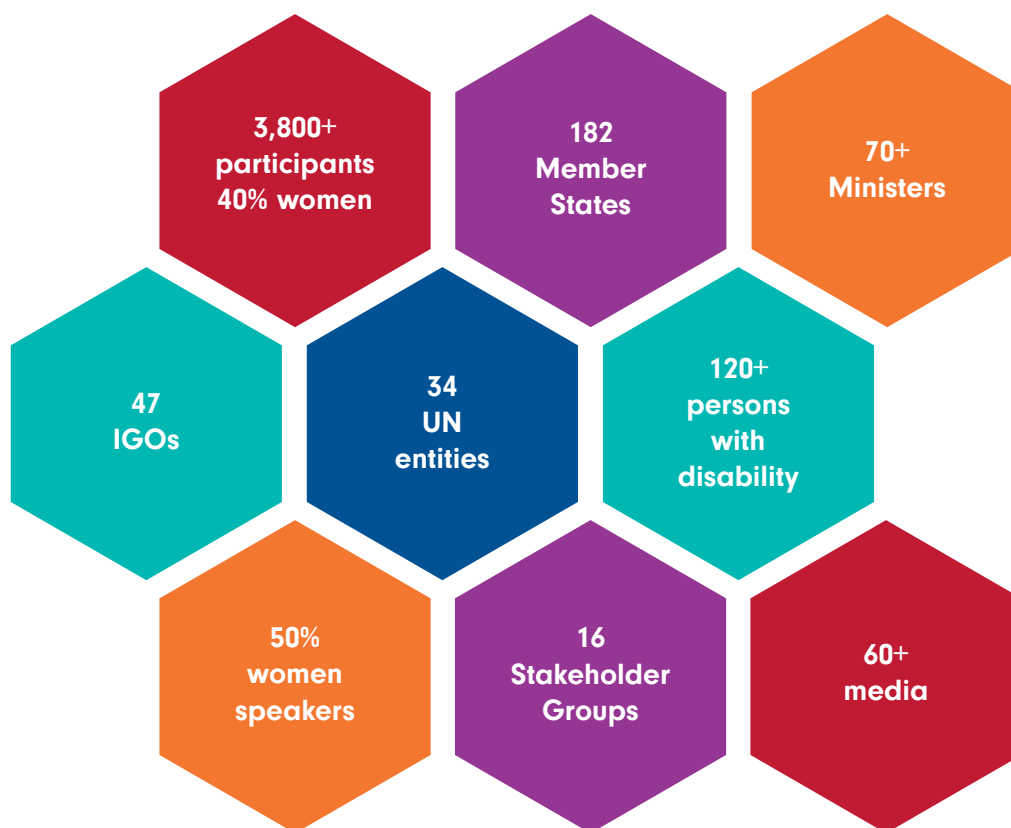 3,800+
participants
40% women
182
Member
States
70+
Ministers
47
IGOs
34
UN
entities
120+
persons
with
disability
50%
women
speakers
16
Stakeholder
Groups
60+
media